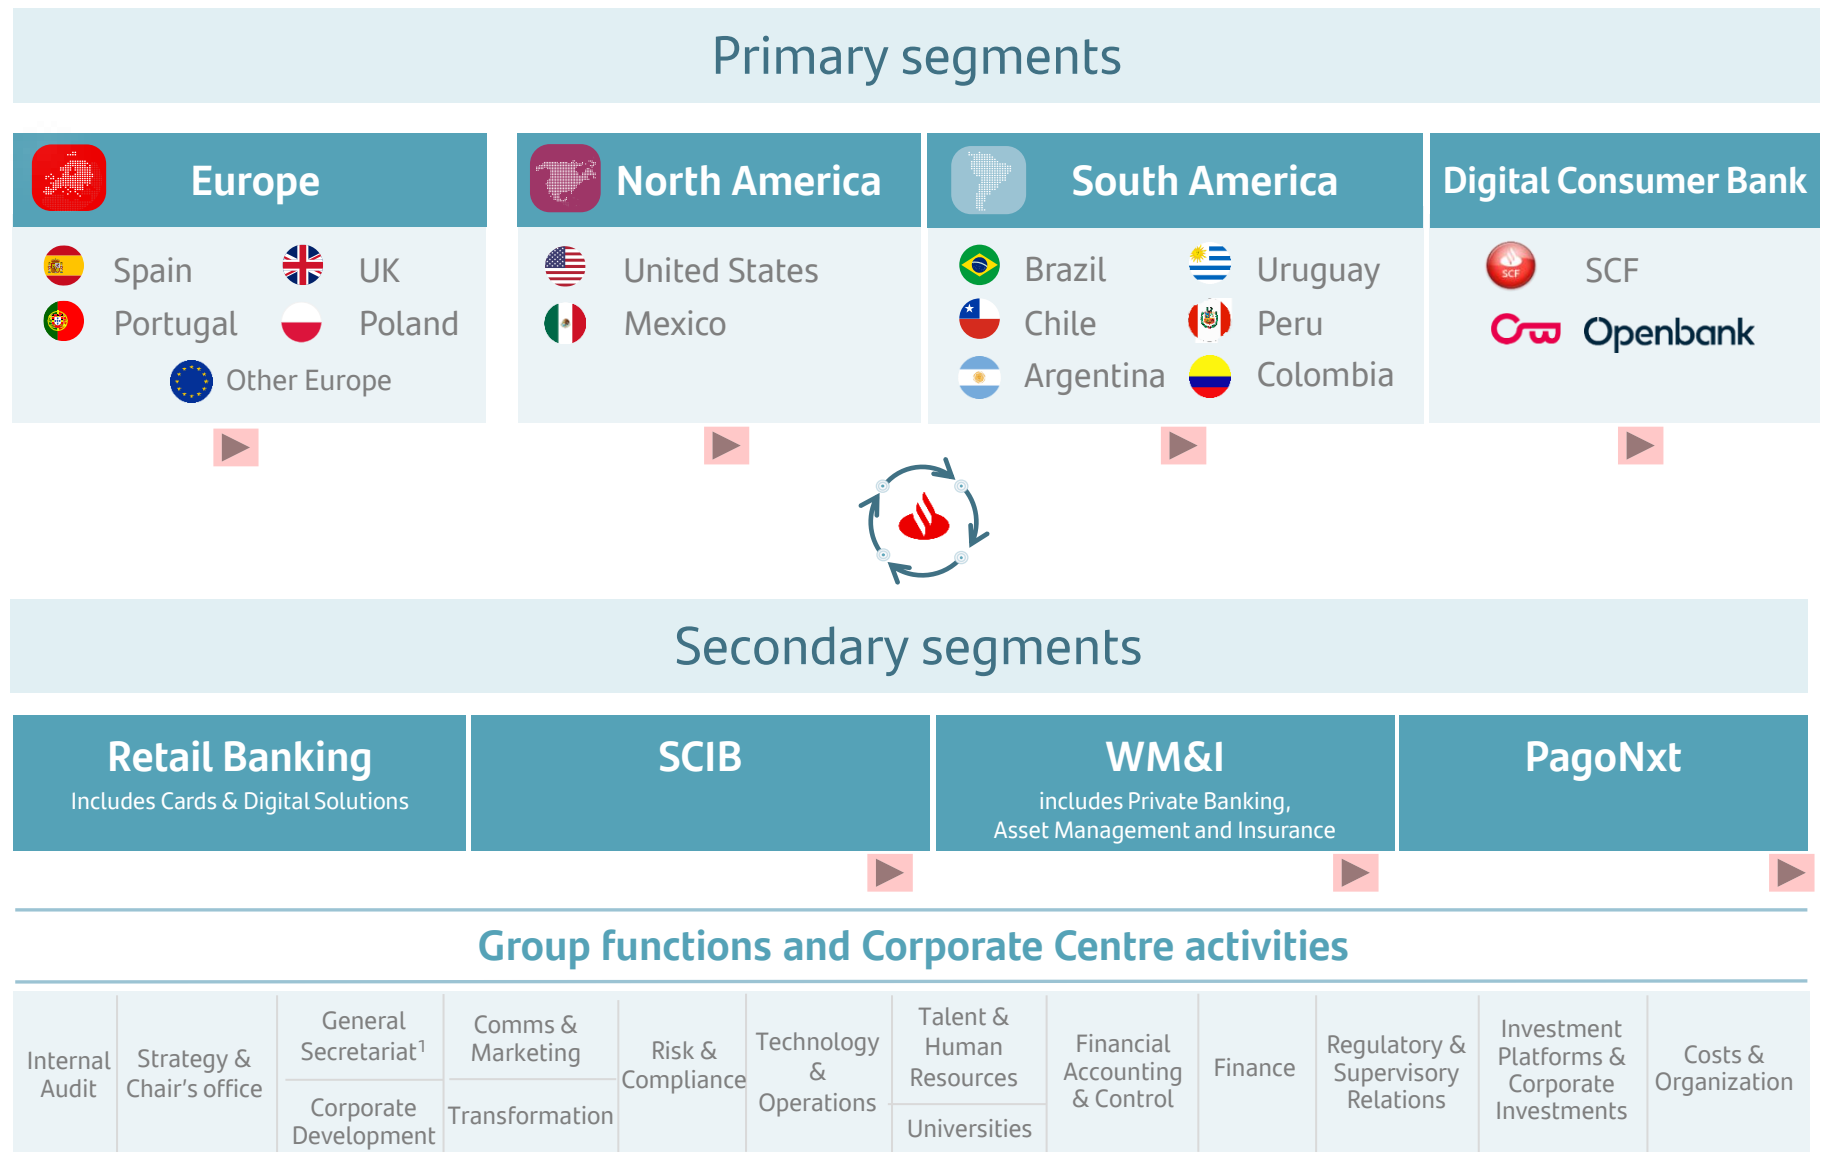 Primary segments
Europe
North America
South America
Digital Consumer Bank
Spain
UK
Portugal
Poland
Other Europe
United States
Mexico
Brazil
Uruguay
Chile
Peru
Argentina
Colombia
SCF
SCF
Openbank
Secondary segments
Retail Banking
Includes Cards & Digital Solutions
SCIB
WM&I
includes Private Banking,
Asset Management and Insurance
PagoNxt
Group functions and Corporate Centre activities
Internal
Audit
Strategy &
Chair's office
General
Secretariat¹
Corporate
Development
Comms &
Marketing
Transformation
Risk &
Compliance
Technology
&
Operations
Talent &
Human
Resources
Universities
Financial
Accounting
& Control
Finance
Regulatory &
Supervisory
Relations
Investment
Platforms &
Corporate
Investments
Costs &
Organization